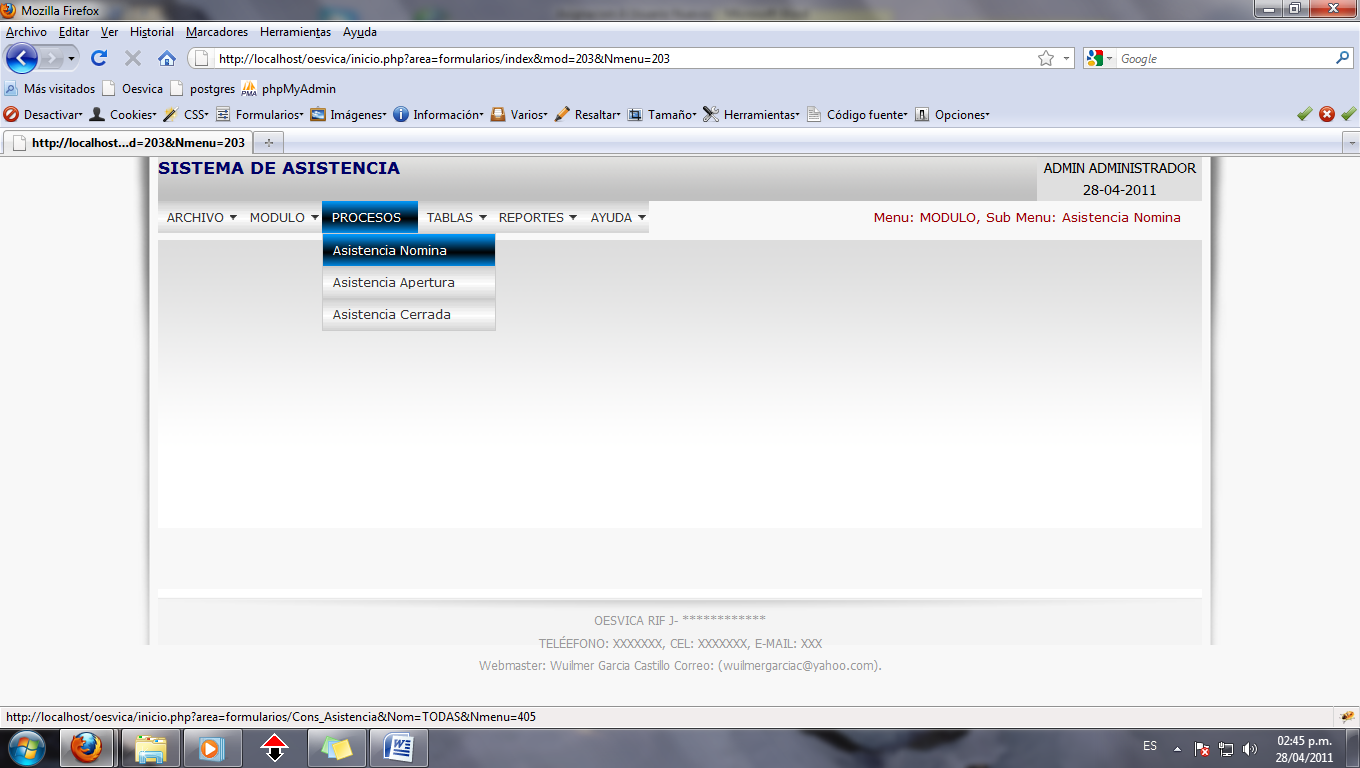 Mozilla Firefox
Archivo Editar Ver Historial Marcadores Herramientas Ayuda
http://localhost/oesvica/inicio.php?area=formularios/index&mod=203&Nmenu=203
Google
Más visitados Oesvica postgres phpMyAdmin
Desactivar Cookies CSS Formularios Imágenes Información Varios Resaltar Tamaño Herramientas Código fuente Opciones
http://localhost...d=203&Nmenu=203
SISTEMA DE ASISTENCIA
ADMIN ADMINISTRADOR
28-04-2011
ARCHIVO MODULO PROCESOS TABLAS REPORTES AYUDA
Menu: MODULO, Sub Menu: Asistencia Nomina
Asistencia Nomina
Asistencia Apertura
Asistencia Cerrada
OESVICA RIF J- ************
TELÉEFONO: XXXXXXX, CEL: XXXXXXX, E-MAIL: XXX
Webmaster: Wuilmer Garcia Castillo Correo: (wuilmergarciac@yahoo.com).
http://localhost/oesvica/inicio.php?area=formularios/Cons_Asistencia&Nom=TODAS&Nmenu=405
ES
02:45 p.m.
28/04/2011